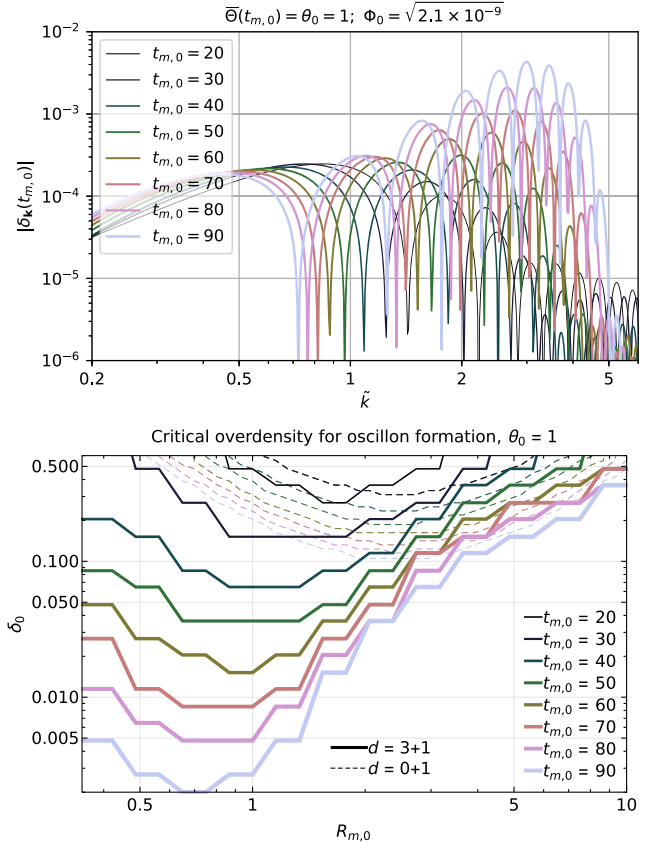 Θ̅(t_{m,0}) = θ_0 = 1; Φ_0 = √(2.1 × 10^{-9})
10^{-2}
10^{-3}
10^{-4}
10^{-5}
10^{-6}
|δ_𝐤(t_{m,0})|
t_{m,0} = 20
t_{m,0} = 30
t_{m,0} = 40
t_{m,0} = 50
t_{m,0} = 60
t_{m,0} = 70
t_{m,0} = 80
t_{m,0} = 90
0.2 0.5 1 2 5
k̃
Critical overdensity for oscillon formation, θ_0 = 1
0.500
0.100
0.050
0.010
0.005
δ_0
t_{m,0} = 20
t_{m,0} = 30
t_{m,0} = 40
t_{m,0} = 50
t_{m,0} = 60
t_{m,0} = 70
t_{m,0} = 80
t_{m,0} = 90
d = 3+1
d = 0+1
0.5 1 5 10
R_{m,0}